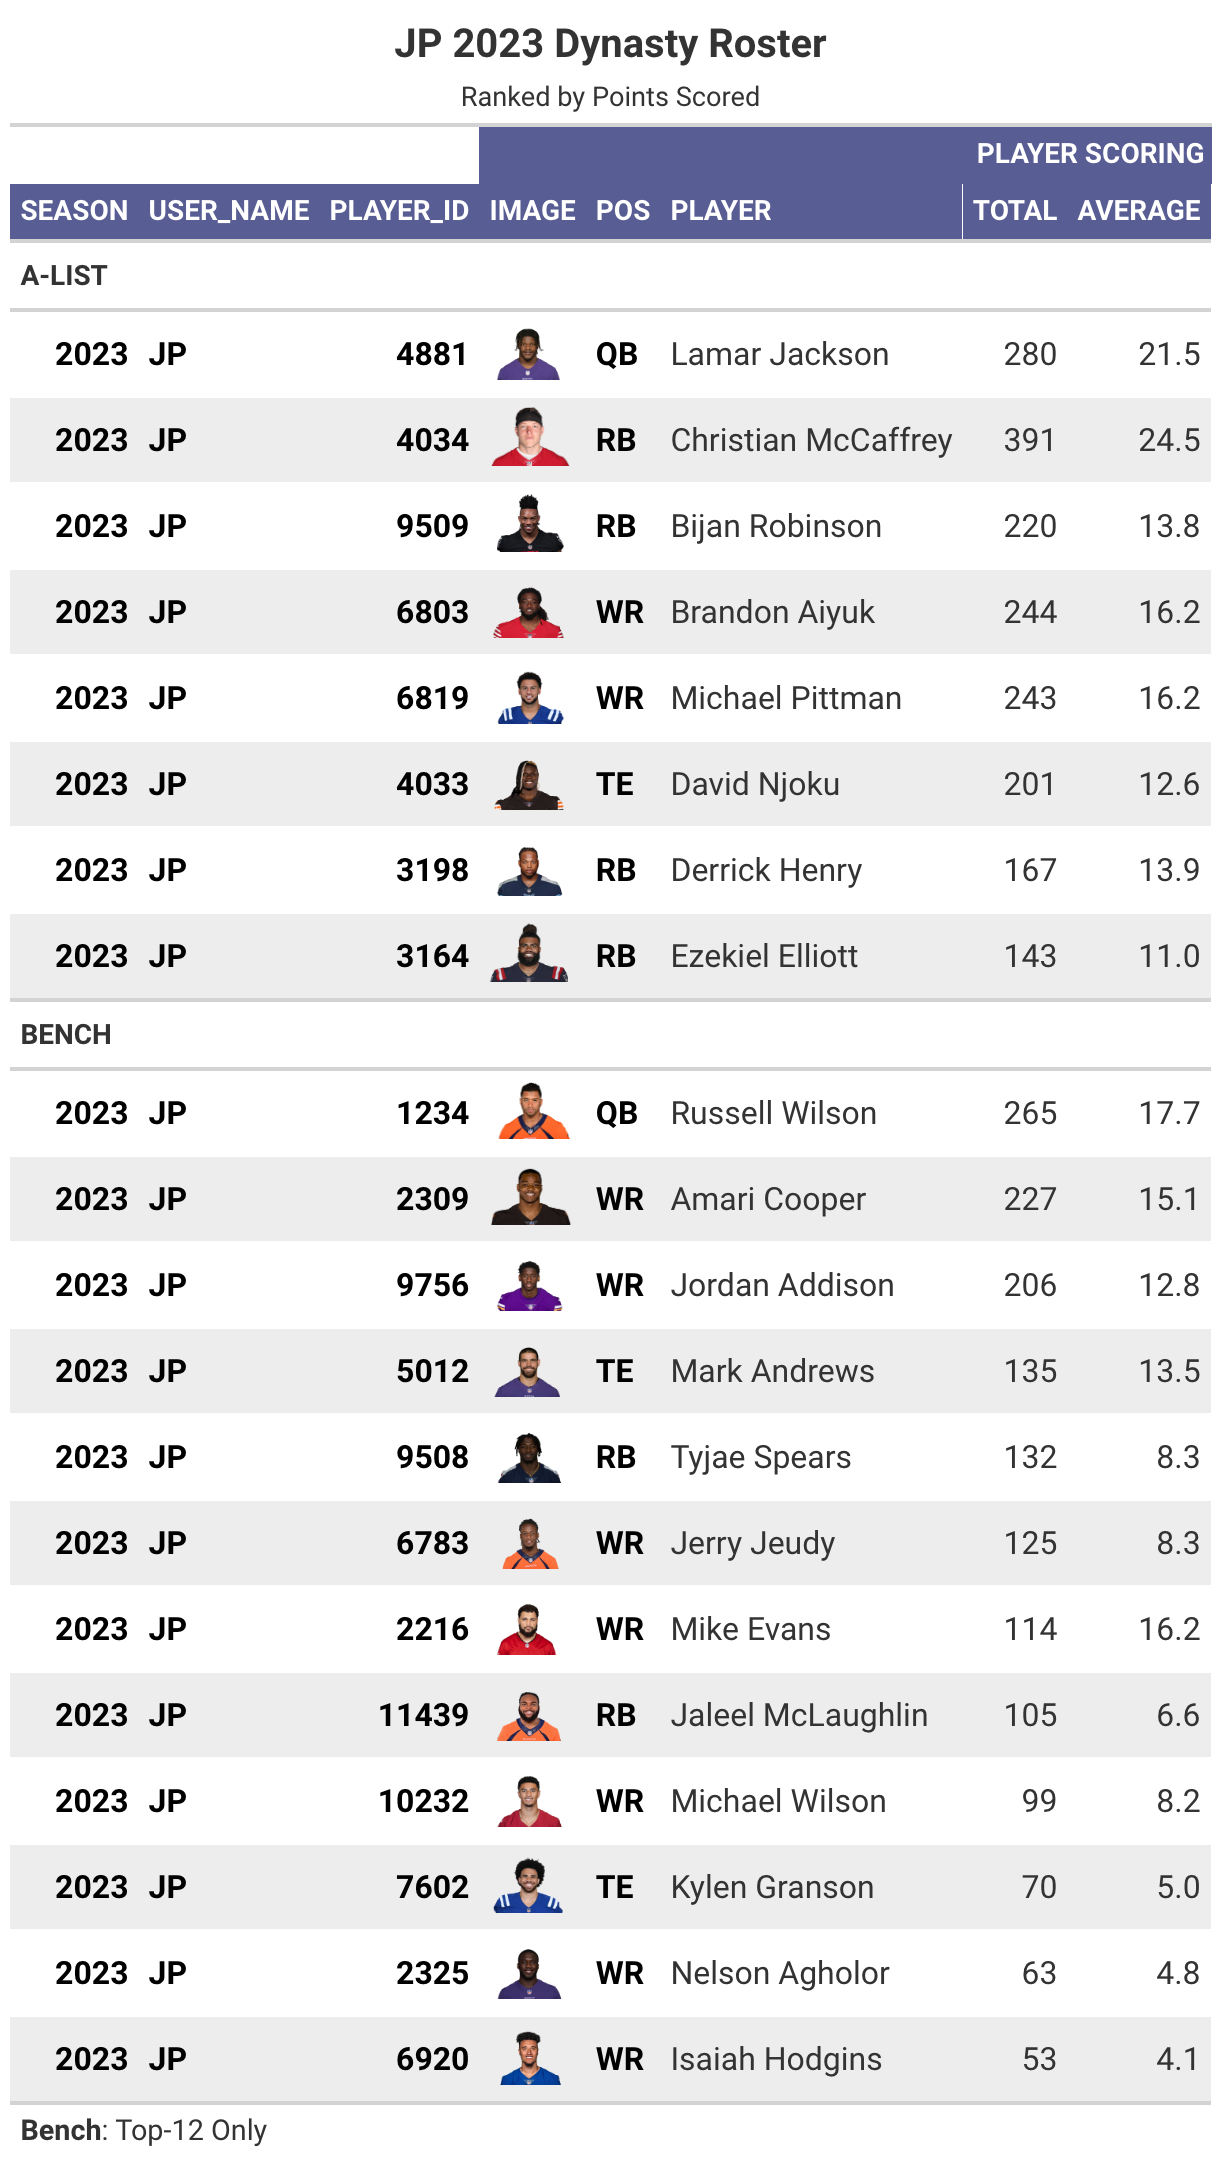 JP 2023 Dynasty Roster
Ranked by Points Scored
PLAYER SCORING
SEASON USER_NAME PLAYER_ID IMAGE POS PLAYER TOTAL AVERAGE
A-LIST
2023 JP 4881 QB Lamar Jackson 280 21.5
2023 JP 4034 RB Christian McCaffrey 391 24.5
2023 JP 9509 RB Bijan Robinson 220 13.8
2023 JP 6803 WR Brandon Aiyuk 244 16.2
2023 JP 6819 WR Michael Pittman 243 16.2
2023 JP 4033 TE David Njoku 201 12.6
2023 JP 3198 RB Derrick Henry 167 13.9
2023 JP 3164 RB Ezekiel Elliott 143 11.0
BENCH
2023 JP 1234 QB Russell Wilson 265 17.7
2023 JP 2309 WR Amari Cooper 227 15.1
2023 JP 9756 WR Jordan Addison 206 12.8
2023 JP 5012 TE Mark Andrews 135 13.5
2023 JP 9508 RB Tyjae Spears 132 8.3
2023 JP 6783 WR Jerry Jeudy 125 8.3
2023 JP 2216 WR Mike Evans 114 16.2
2023 JP 11439 RB Jaleel McLaughlin 105 6.6
2023 JP 10232 WR Michael Wilson 99 8.2
2023 JP 7602 TE Kylen Granson 70 5.0
2023 JP 2325 WR Nelson Agholor 63 4.8
2023 JP 6920 WR Isaiah Hodgins 53 4.1
Bench: Top-12 Only